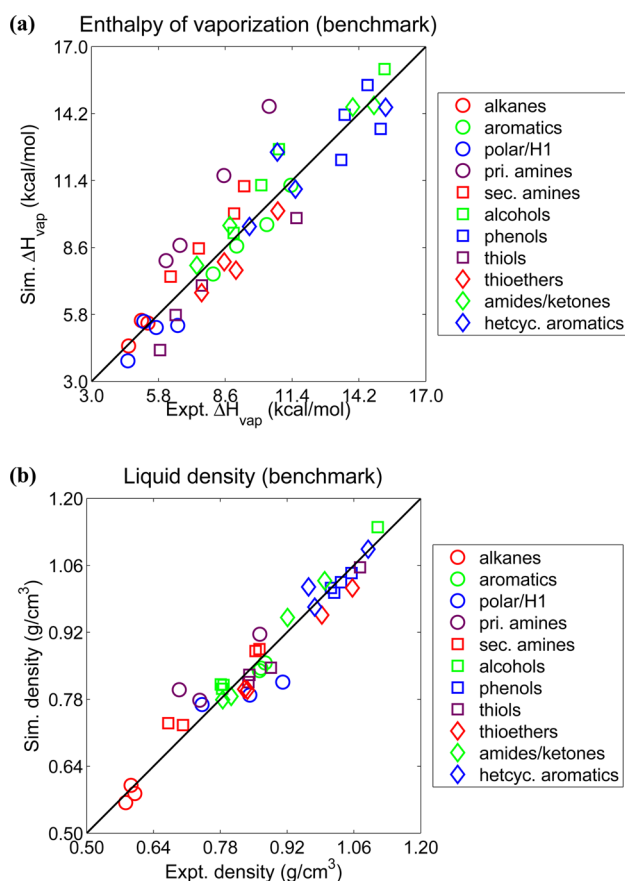 (a)
Enthalpy of vaporization (benchmark)
17.0
14.2
11.4
8.6
5.8
3.0
Sim. ΔHvap (kcal/mol)
3.0 5.8 8.6 11.4 14.2 17.0
Expt. ΔHvap (kcal/mol)
alkanes
aromatics
polar/H1
pri. amines
sec. amines
alcohols
phenols
thiols
thioethers
amides/ketones
hetcyc. aromatics
(b)
Liquid density (benchmark)
1.20
1.06
0.92
0.78
0.64
0.50
Sim. density (g/cm³)
0.50 0.64 0.78 0.92 1.06 1.20
Expt. density (g/cm³)
alkanes
aromatics
polar/H1
pri. amines
sec. amines
alcohols
phenols
thiols
thioethers
amides/ketones
hetcyc. aromatics